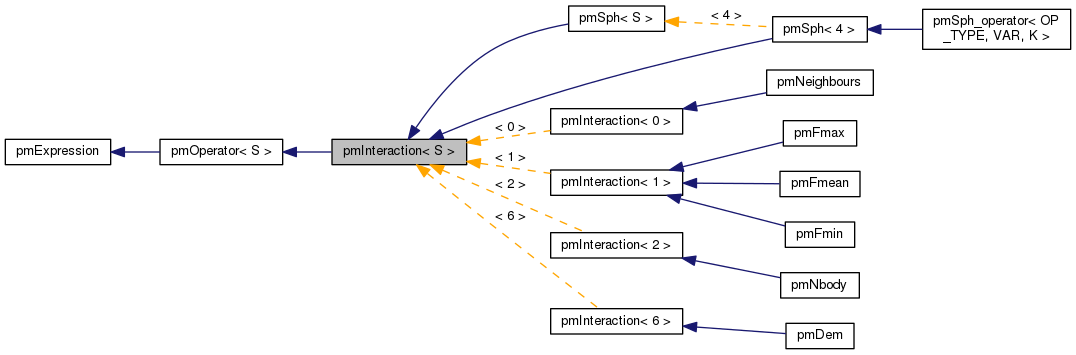 pmSph< S >
< 4 >
pmSph< 4 >
pmSph_operator< OP
_TYPE, VAR, K >
pmNeighbours
pmInteraction< 0 >
< 0 >
pmFmax
pmExpression
pmOperator< S >
pmInteraction< S >
< 1 >
pmInteraction< 1 >
pmFmean
< 2 >
< 6 >
pmFmin
pmInteraction< 2 >
pmNbody
pmInteraction< 6 >
pmDem